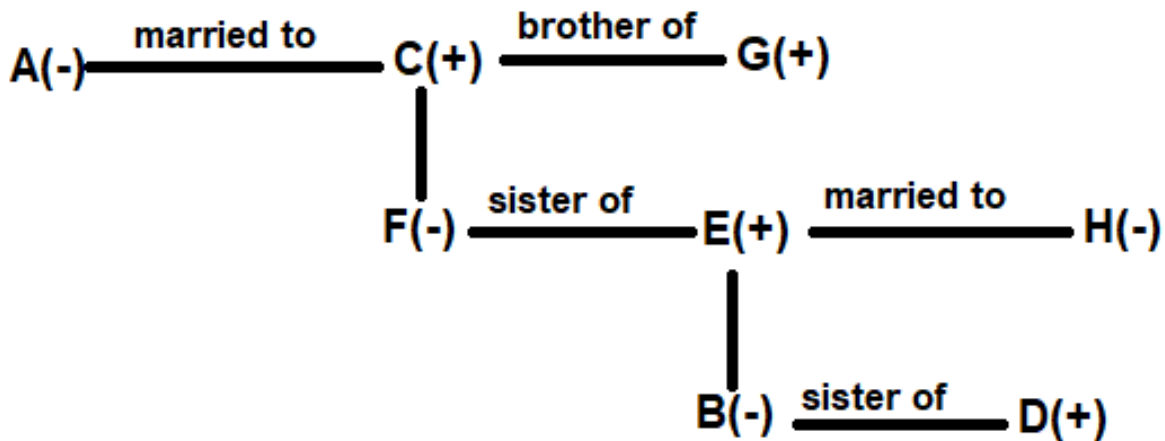 A(-) married to C(+) brother of G(+)
F(-) sister of E(+) married to H(-)
B(-) sister of D(+)